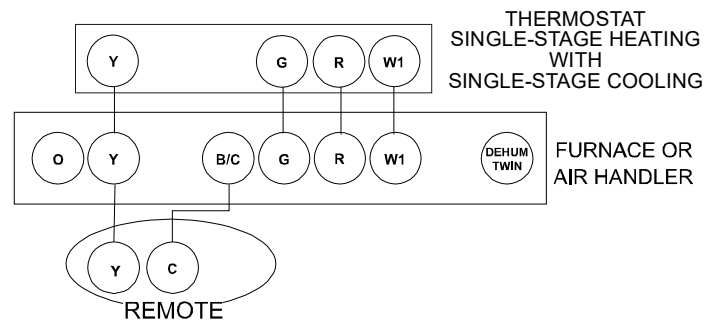 THERMOSTAT
SINGLE-STAGE HEATING
WITH
SINGLE-STAGE COOLING
Y G R W1
O Y B/C G R W1 DEHUM
TWIN
FURNACE OR
AIR HANDLER
Y C
REMOTE